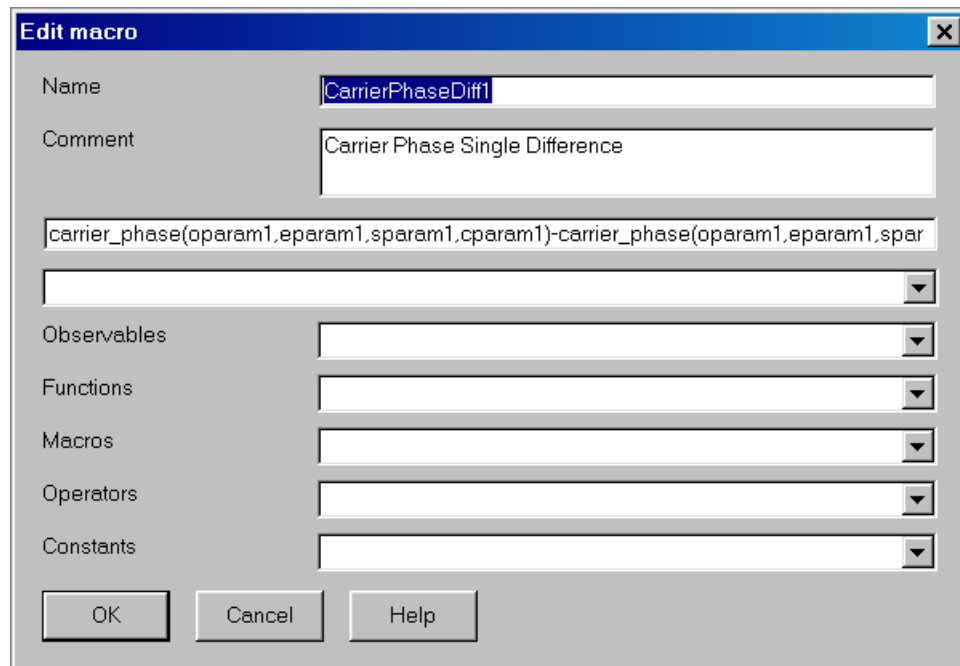 Edit macro
Name
CarrierPhaseDiff1
Comment
Carrier Phase Single Difference
carrier_phase(oparam1,eparam1,sparam1,cparam1)-carrier_phase(oparam1,eparam1,spar
Observables
Functions
Macros
Operators
Constants
OK Cancel Help